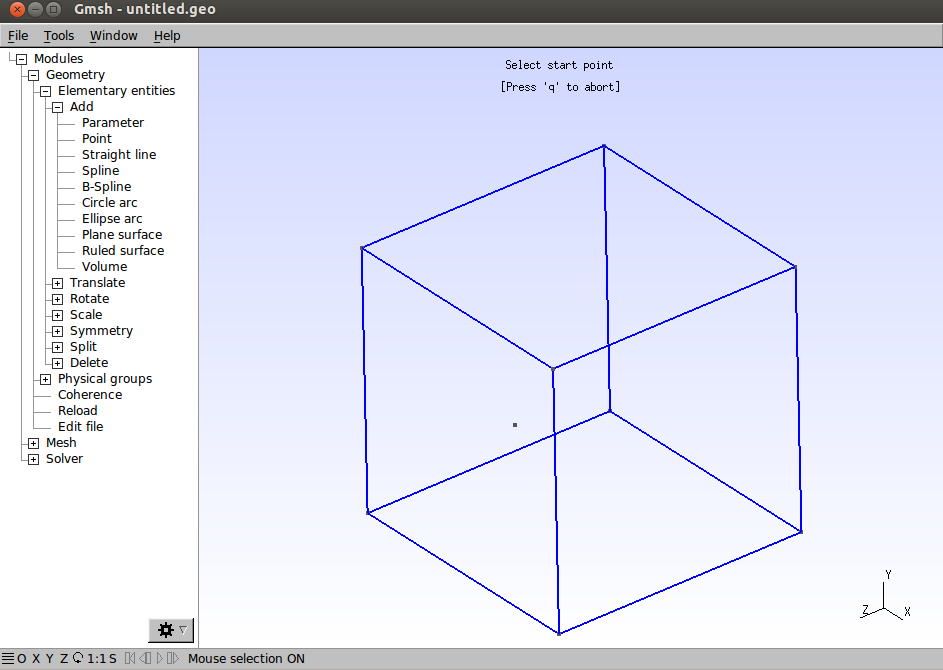 Gmsh - untitled.geo
File Tools Window Help
Modules
Geometry
Elementary entities
Add
Parameter
Point
Straight line
Spline
B-Spline
Circle arc
Ellipse arc
Plane surface
Ruled surface
Volume
Translate
Rotate
Scale
Symmetry
Split
Delete
Physical groups
Coherence
Reload
Edit file
Mesh
Solver
Select start point
[Press 'q' to abort]
Y
Z
X
O X Y Z 1:1 S Mouse selection ON